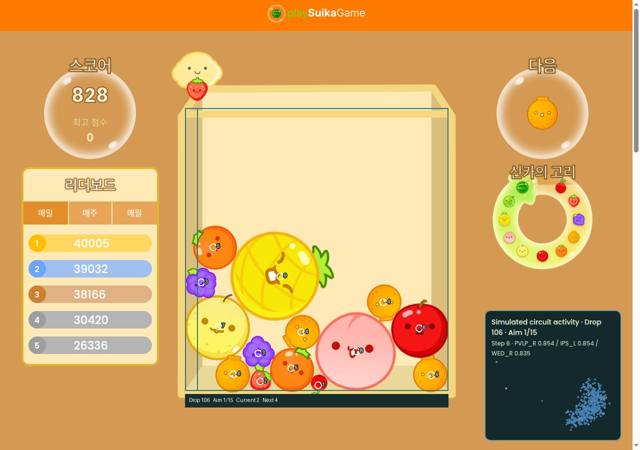 playSuikaGame
스코어
828
최고 점수
0
리더보드
매일 매주 매월
1 40005
2 39032
3 38166
4 30420
5 26336
다음
신카의 고리
Simulated circuit activity · Drop
106 · Aim 1/15
Step 6 · PVLP_R 0.854 / IPS_L 0.854 /
WED_R 0.835
Drop 106 Aim 1/15 Current 2 Next 4